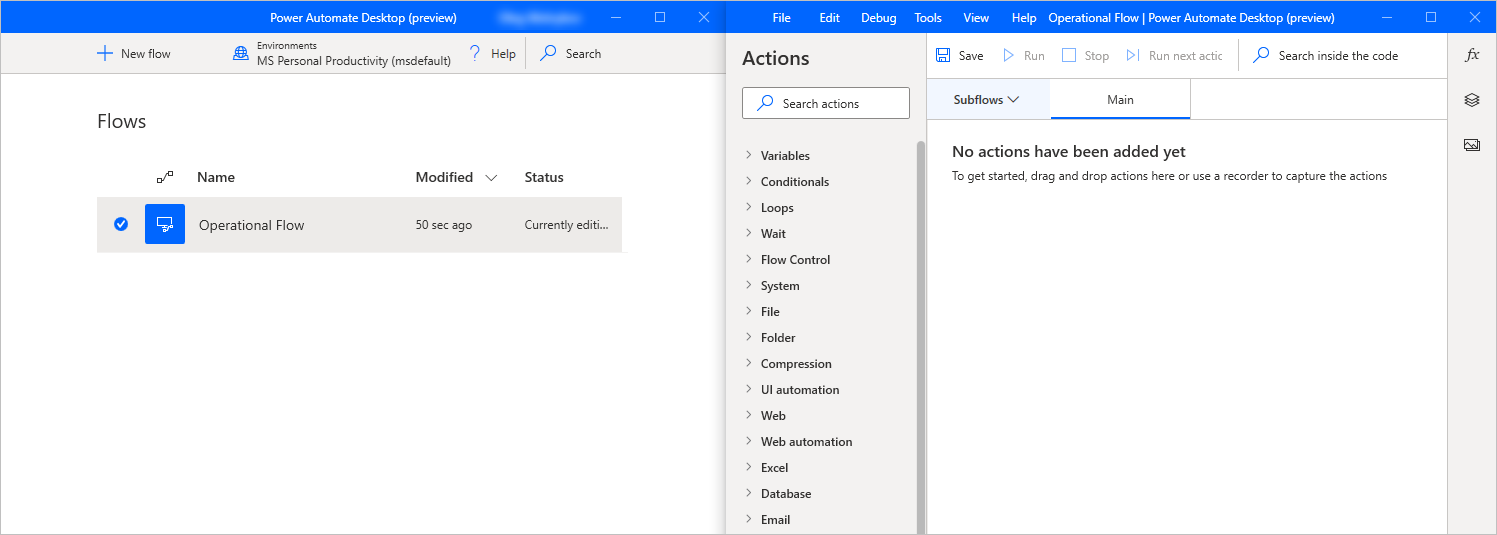 Power Automate Desktop (preview)
New flow
Environments
MS Personal Productivity (msdefault)
Help
Search
Flows
Name Modified Status
Operational Flow 50 sec ago Currently editi...
File Edit Debug Tools View Help Operational Flow | Power Automate Desktop (preview)
Actions
Search actions
Variables
Conditionals
Loops
Wait
Flow Control
System
File
Folder
Compression
UI automation
Web
Web automation
Excel
Database
Email
Save Run Stop Run next actic
Search inside the code
Subflows Main
No actions have been added yet
To get started, drag and drop actions here or use a recorder to capture the actions
fx